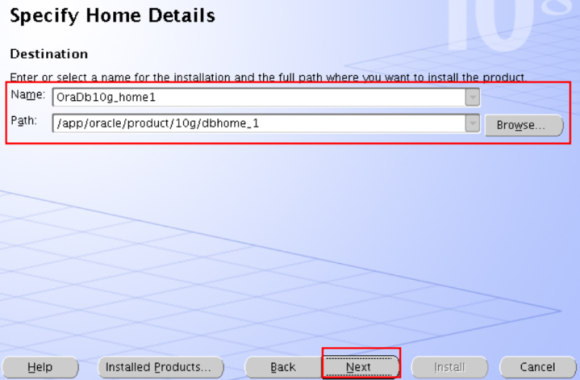 10g
Specify Home Details
Destination
Enter or select a name for the installation and the full path where you want to install the product.
Name: OraDb10g_home1
Path: /app/oracle/product/10g/dbhome_1 Browse...
Help Installed Products... Back Next Install Cancel